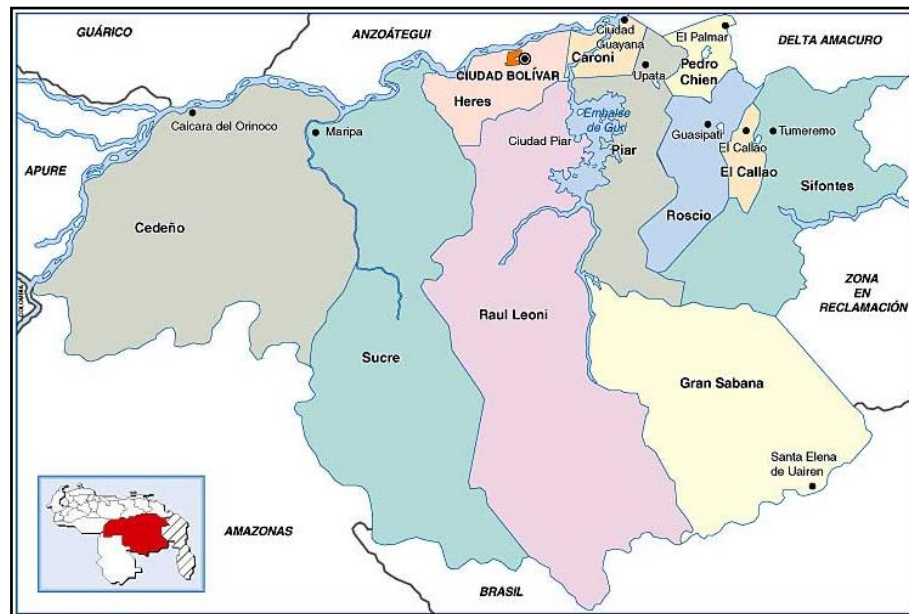 GUÁRICO
ANZOÁTEGUI
DELTA AMACURO
Ciudad
Guayana
El Palmar
Caroni
Pedro
Chien
Upata
CIUDAD BOLÍVAR
Heres
Caicara del Orinoco
Maripa
Embalse
de Guri
Ciudad Piar
Piar
Guasipati
El Callao
El Callao
Tumeremo
Sifontes
APURE
Cedeño
Roscio
COLOMBIA
ZONA
EN
RECLAMACIÓN
Raul Leoni
Sucre
Gran Sabana
Santa Elena
de Uairen
AMAZONAS
BRASIL